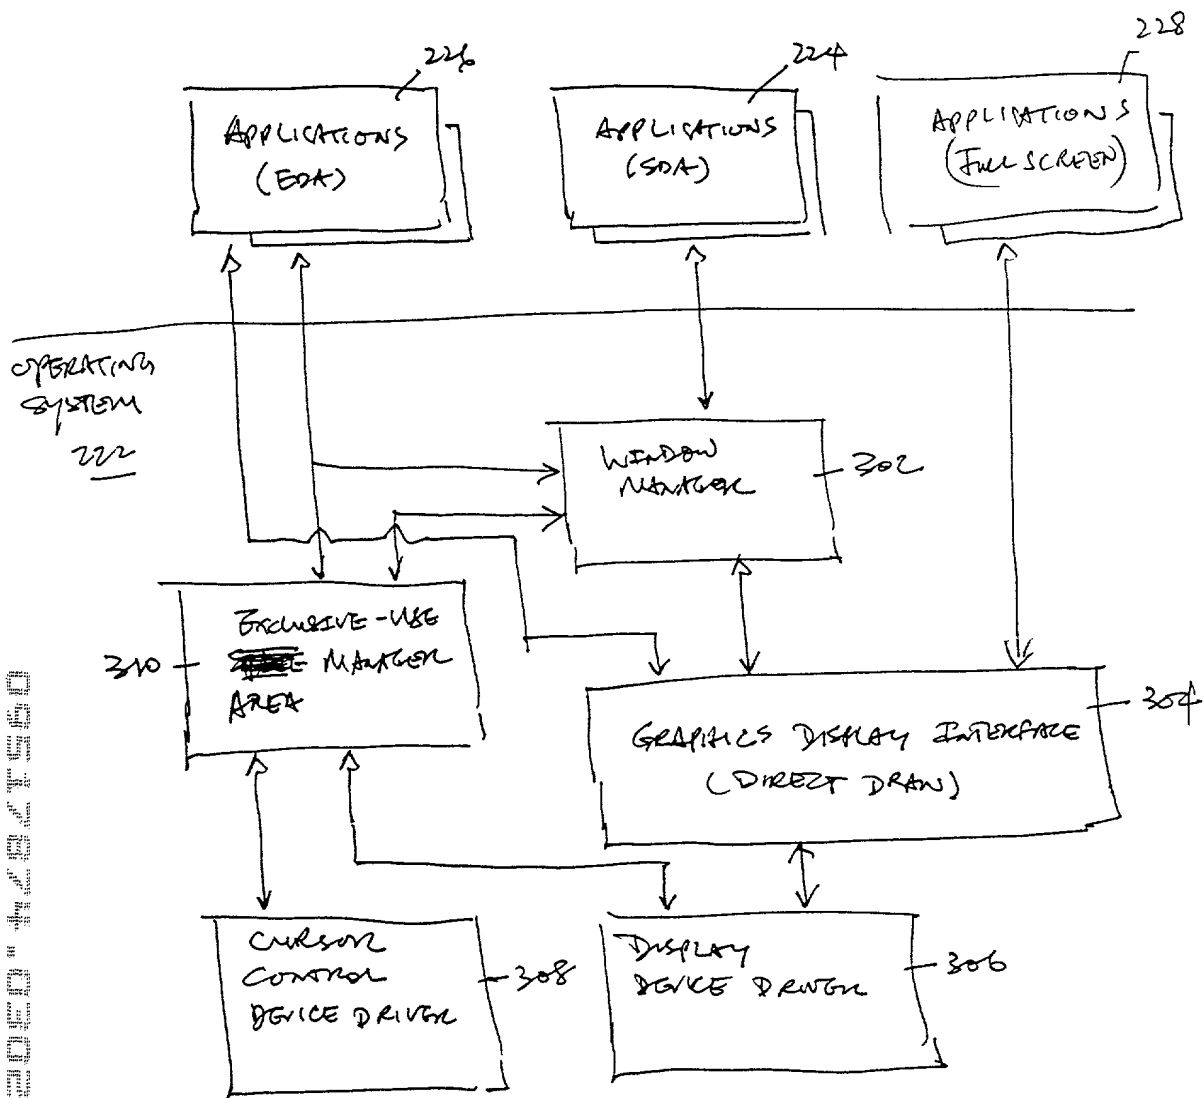 226
224
228
APPLICATIONS
(EDA)
APPLICATIONS
(SDA)
APPLICATIONS
(FULL SCREEN)
OPERATING
SYSTEM
222
WINDOW
MANAGER
302
EXCLUSIVE-USE
MANAGER
AREA
310
GRAPHICS DISPLAY INTERFACE
(DIRECT DRAW)
304
CURSOR
CONTROL
DEVICE DRIVER
308
DISPLAY
DEVICE DRIVER
306